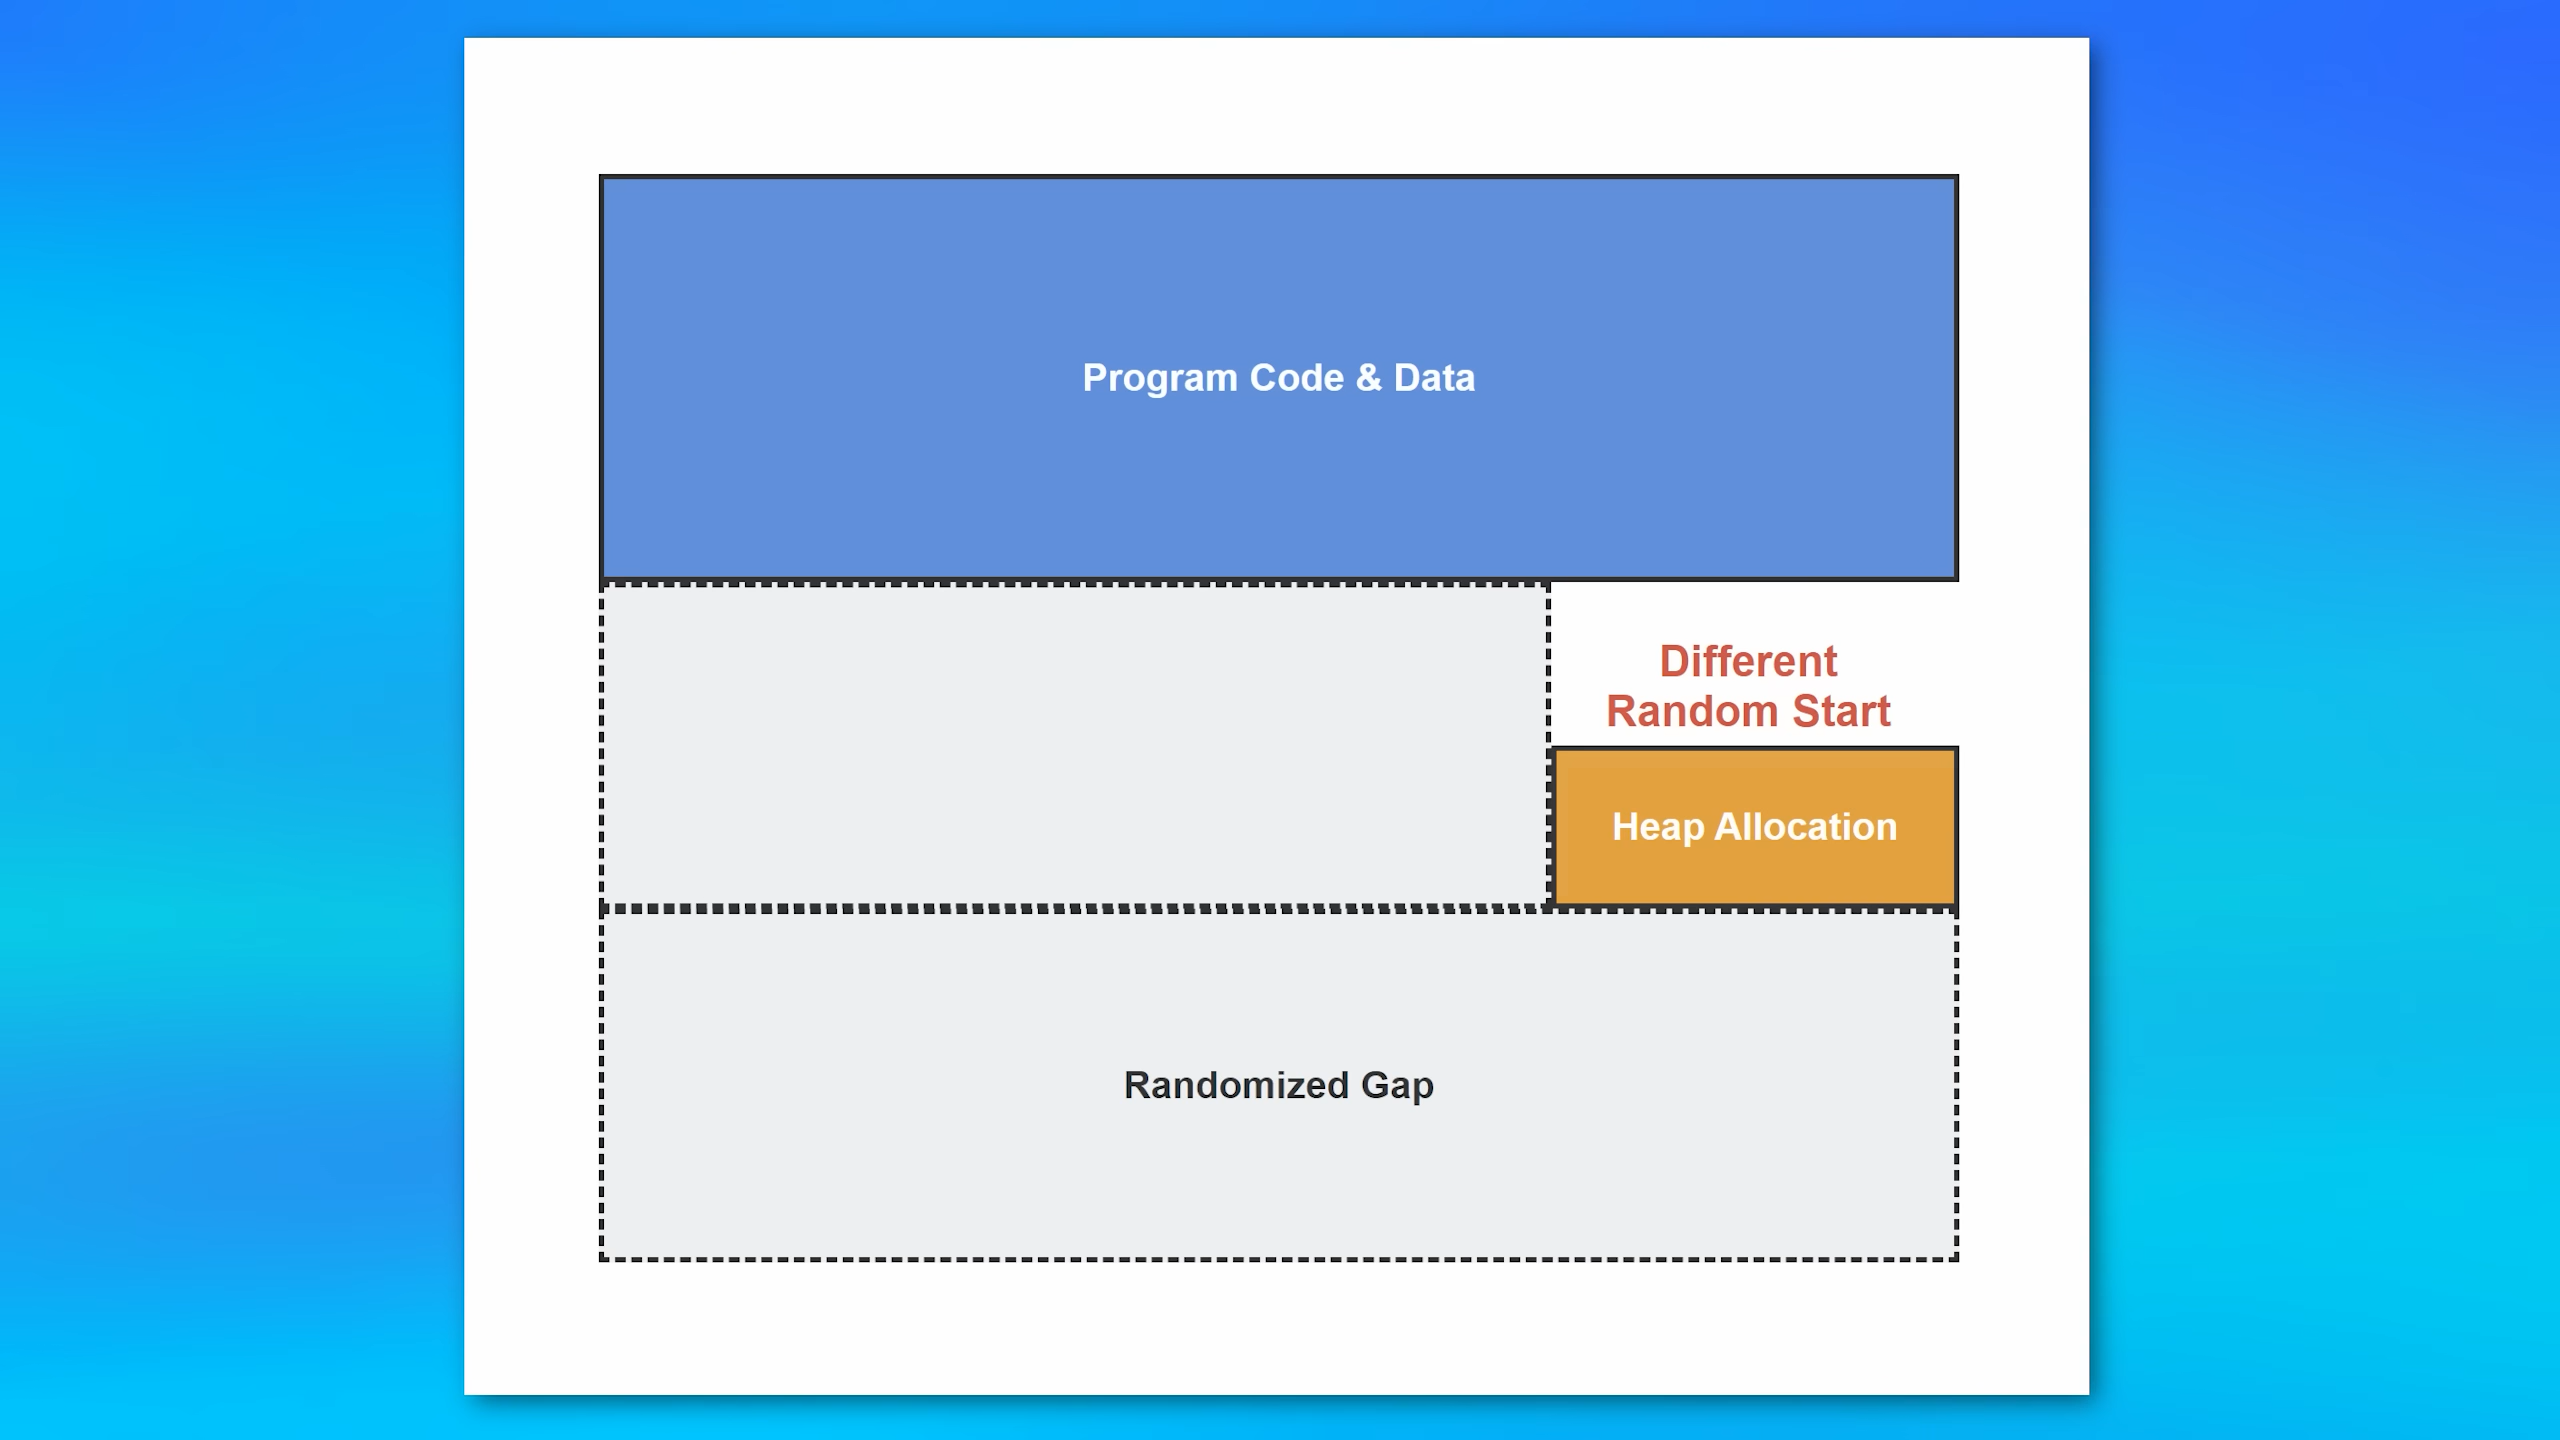 Program Code & Data
Different
Random Start
Heap Allocation
Randomized Gap